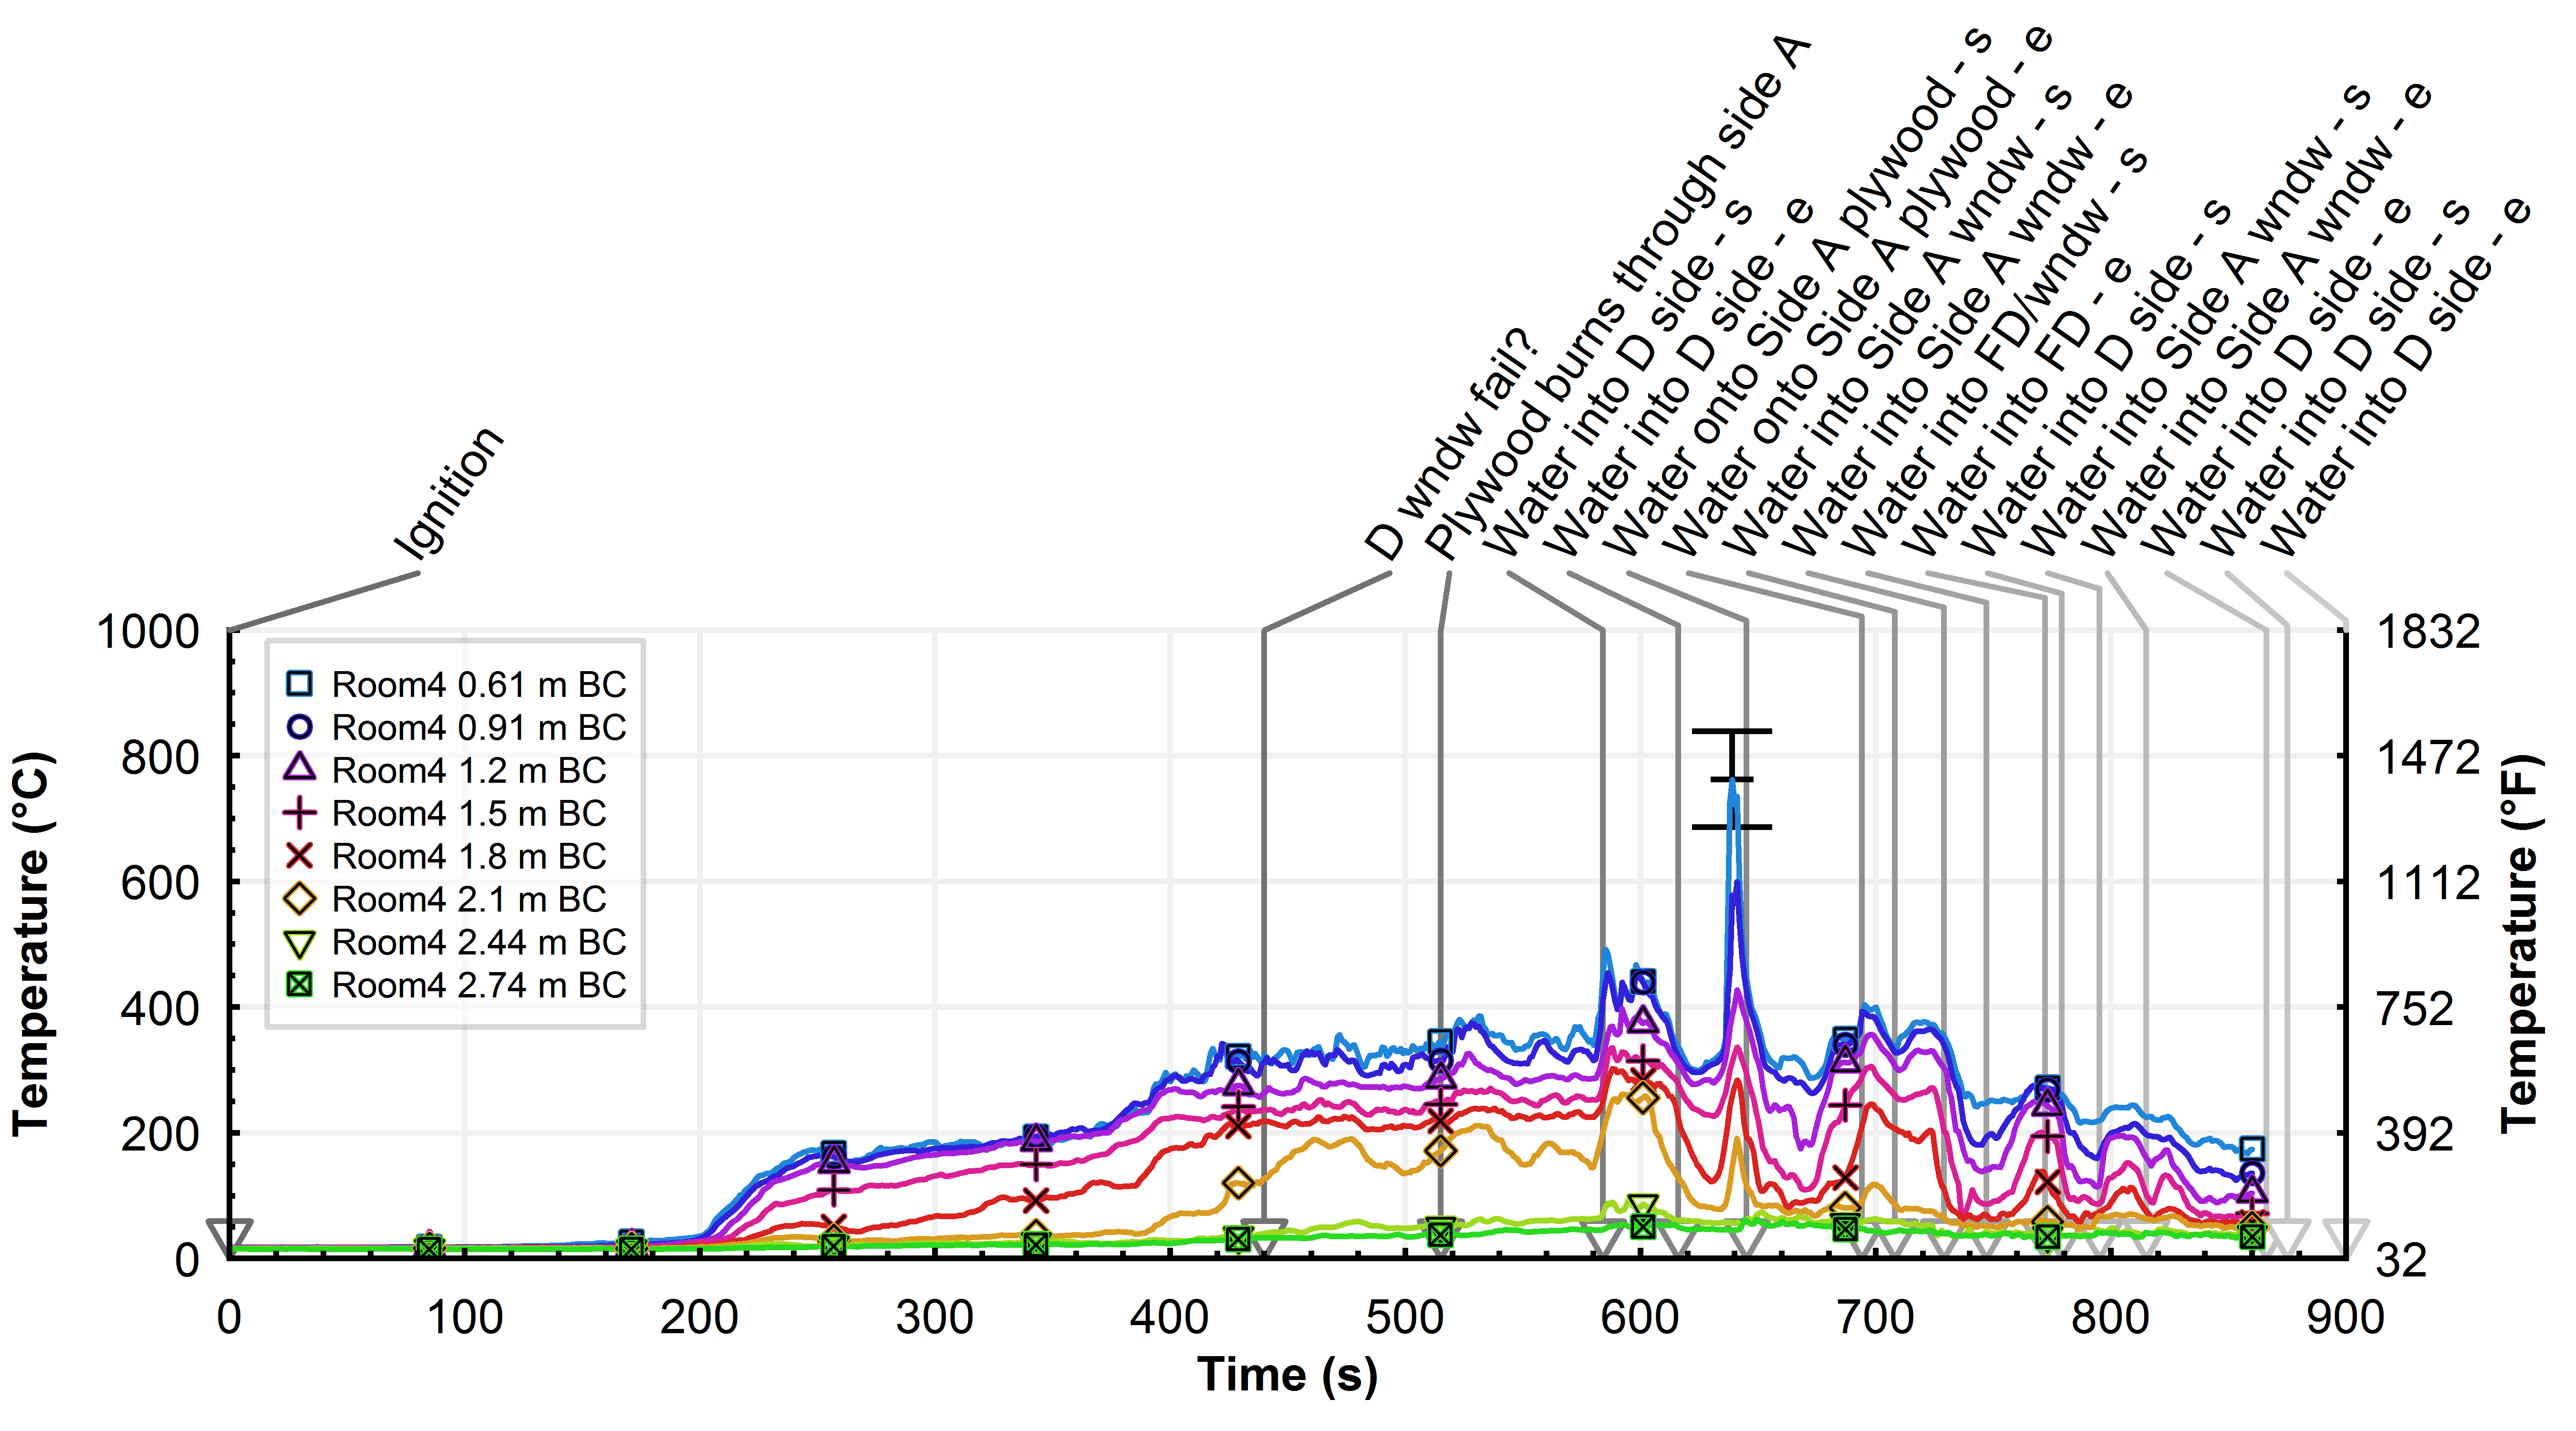 Ignition
D wndw fail?
Plywood burns through side A
Water into D side - s
Water into D side - e
Water onto Side A plywood - s
Water onto Side A plywood - e
Water into Side A wndw - s
Water into Side A wndw - e
Water into FD/wndw - s
Water into FD - e
Water into D side - s
Water into Side A wndw - s
Water into Side A wndw - e
Water into D side - e
Water into D side - s
Water into D side - e
Temperature (°C)
1000
800
600
400
200
0
Room4 0.61 m BC
Room4 0.91 m BC
Room4 1.2 m BC
Room4 1.5 m BC
Room4 1.8 m BC
Room4 2.1 m BC
Room4 2.44 m BC
Room4 2.74 m BC
1832
1472
1112
752
392
32
Temperature (°F)
0 100 200 300 400 500 600 700 800 900
Time (s)